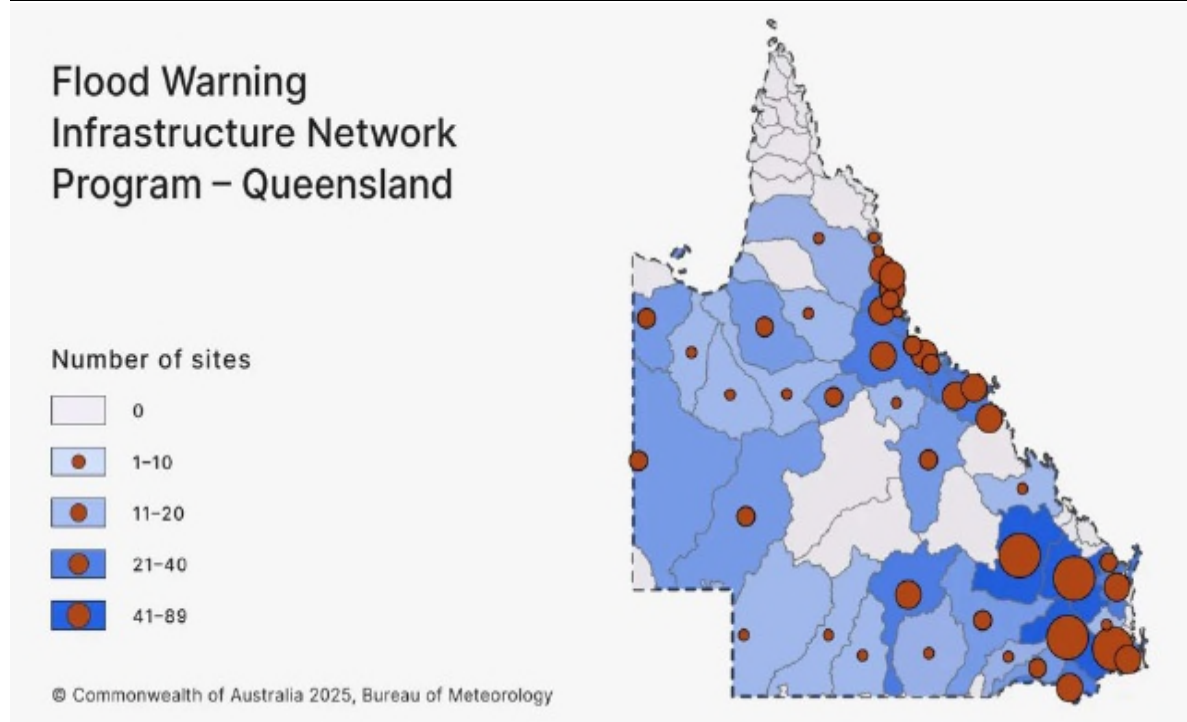 Flood Warning
Infrastructure Network
Program – Queensland
Number of sites
0
1–10
11–20
21–40
41–89
© Commonwealth of Australia 2025, Bureau of Meteorology